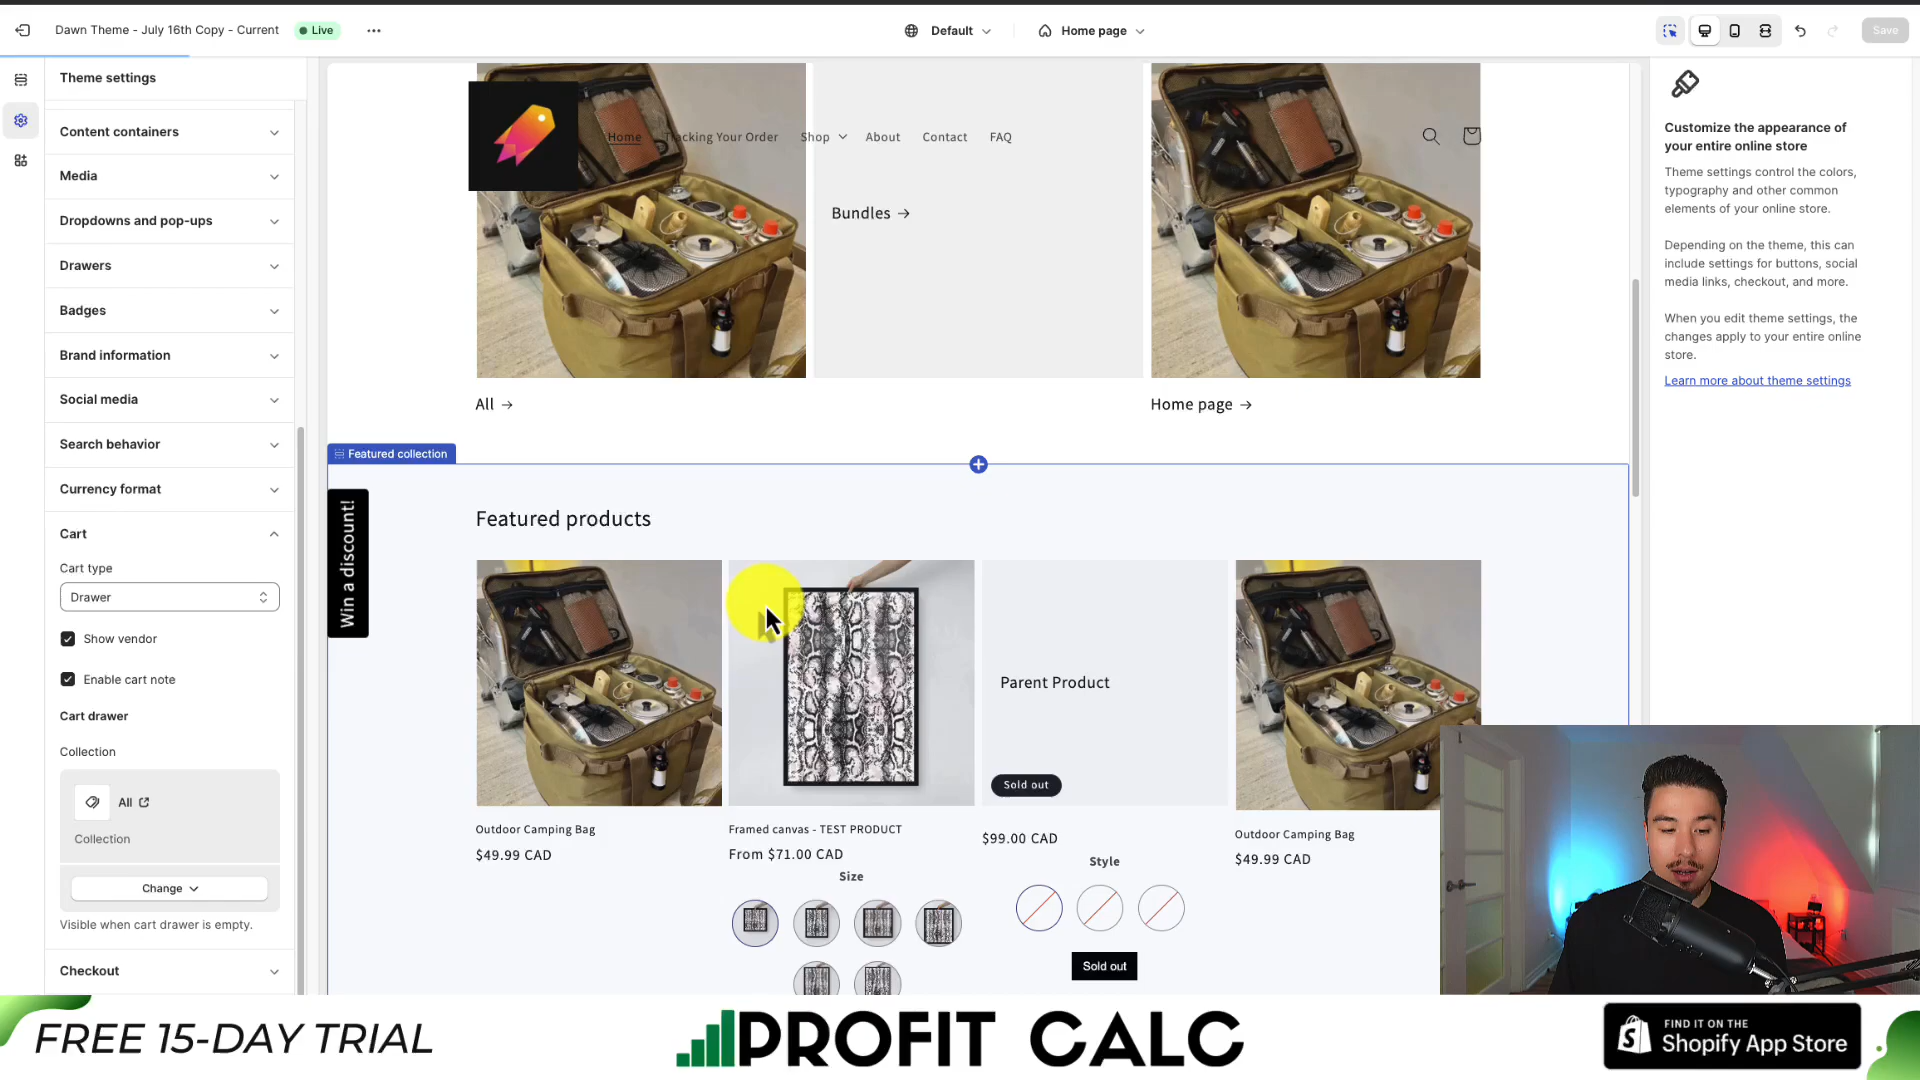 Dawn Theme - July 16th Copy - Current
Live
Default
Home page
Save
Theme settings
Content containers
Media
Dropdowns and pop-ups
Drawers
Badges
Brand information
Social media
Search behavior
Currency format
Cart
Cart type
Drawer
Show vendor
Enable cart note
Cart drawer
Collection
All
Collection
Change
Visible when cart drawer is empty.
Checkout
Home
Tracking Your Order
Shop
About
Contact
FAQ
Bundles →
All →
Home page →
Featured collection
Win a discount!
Featured products
Outdoor Camping Bag
$49.99 CAD
Framed canvas - TEST PRODUCT
From $71.00 CAD
Size
Parent Product
Sold out
$99.00 CAD
Style
Sold out
Outdoor Camping Bag
$49.99 CAD
Customize the appearance of
your entire online store
Theme settings control the colors,
typography and other common
elements of your online store.
Depending on the theme, this can
include settings for buttons, social
media links, checkout, and more.
When you edit theme settings, the
changes apply to your entire online
store.
Learn more about theme settings
FREE 15-DAY TRIAL
PROFIT CALC
FIND IT ON THE
Shopify App Store